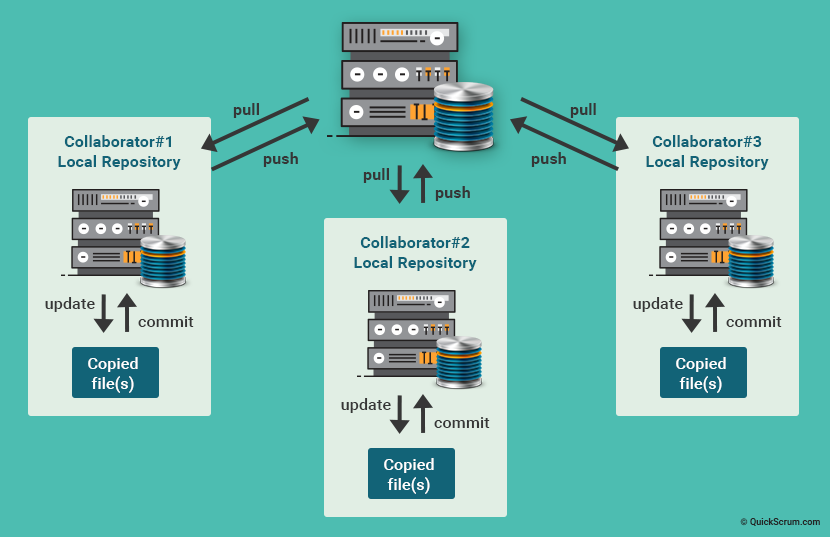 pull
push
pull
push
pull
push
Collaborator#1
Local Repository
update
commit
Copied
file(s)
Collaborator#2
Local Repository
update
commit
Copied
file(s)
Collaborator#3
Local Repository
update
commit
Copied
file(s)
© QuickScrum.com